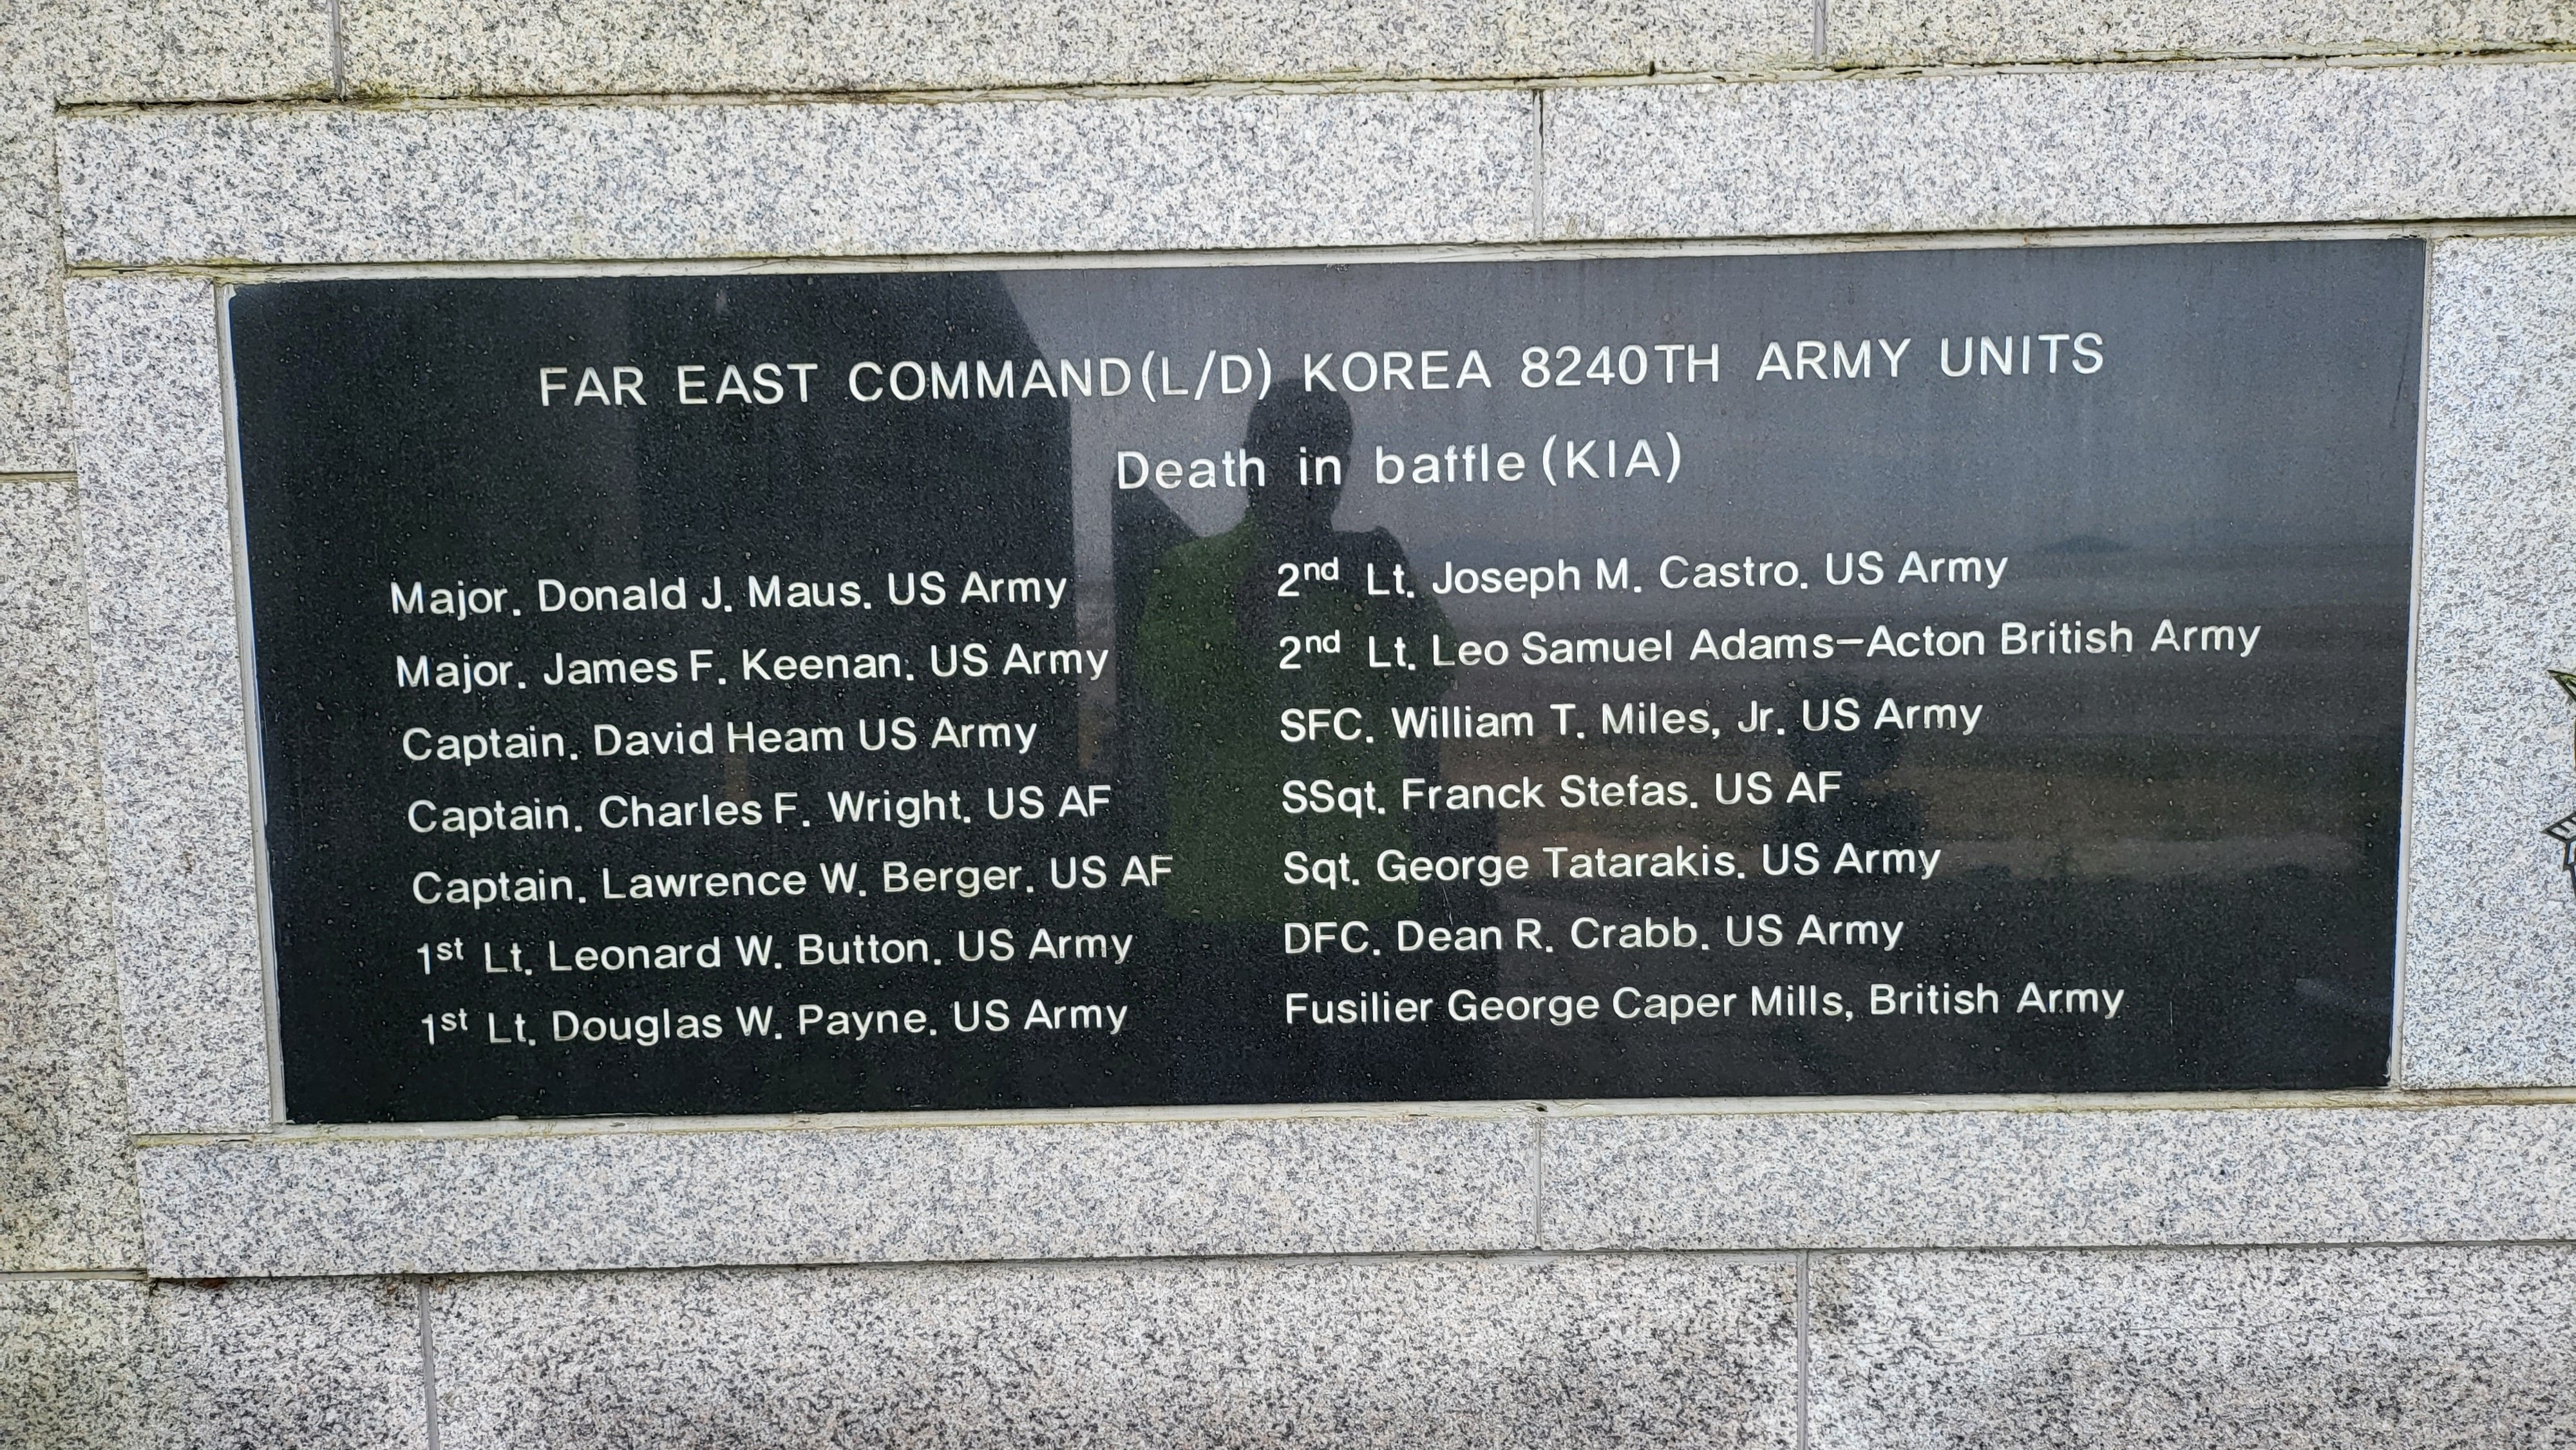 FAR EAST COMMAND(L/D) KOREA 8240TH ARMY UNITS
Death in baffle(KIA)
Major. Donald J. Maus. US Army
Major. James F. Keenan. US Army
Captain. David Heam US Army
Captain. Charles F. Wright. US AF
Captain. Lawrence W. Berger. US AF
1st Lt. Leonard W. Button. US Army
1st Lt. Douglas W. Payne. US Army
2nd Lt. Joseph M. Castro. US Army
2nd Lt. Leo Samuel Adams-Acton British Army
SFC. William T. Miles, Jr. US Army
SSqt. Franck Stefas. US AF
Sqt. George Tatarakis. US Army
DFC. Dean R. Crabb. US Army
Fusilier George Caper Mills, British Army